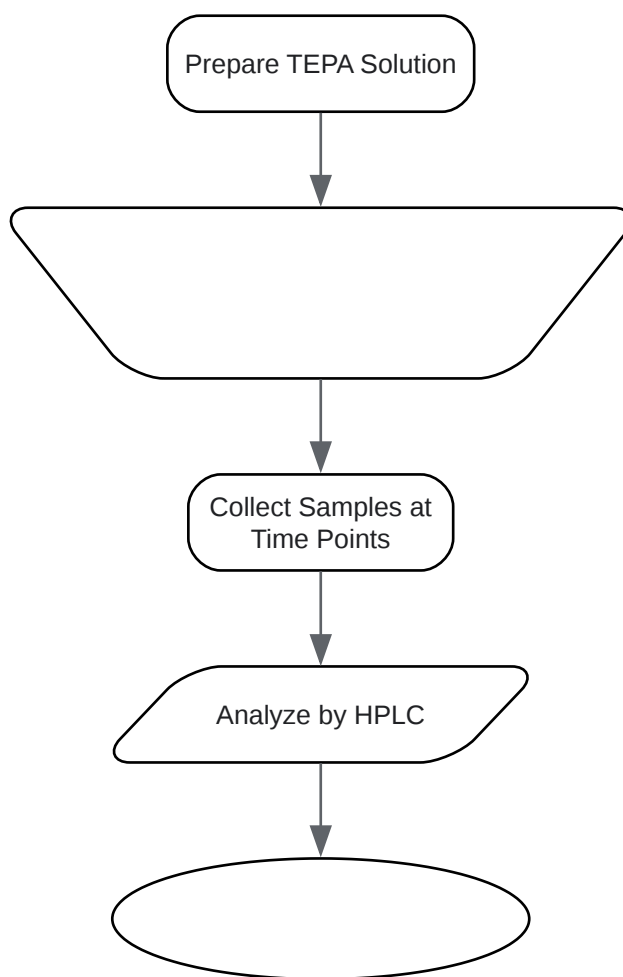 Prepare TEPA Solution
Collect Samples at
Time Points
Analyze by HPLC